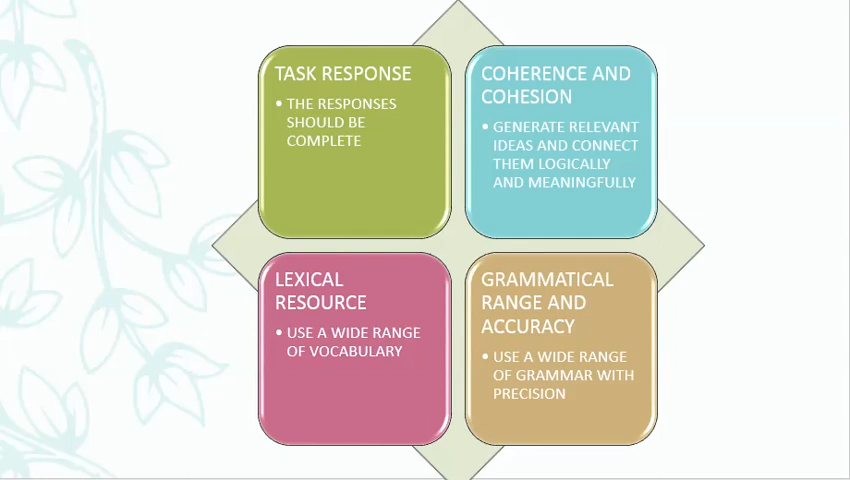 TASK RESPONSE
• THE RESPONSES
SHOULD BE
COMPLETE
COHERENCE AND
COHESION
• GENERATE RELEVANT
IDEAS AND CONNECT
THEM LOGICALLY
AND MEANINGFULLY
LEXICAL
RESOURCE
• USE A WIDE RANGE
OF VOCABULARY
GRAMMATICAL
RANGE AND
ACCURACY
• USE A WIDE RANGE
OF GRAMMAR WITH
PRECISION